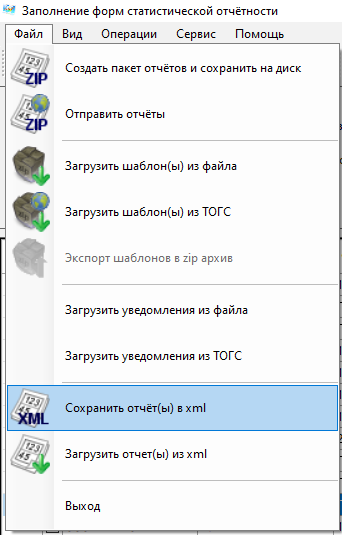 Заполнение форм статистической отчётности
Файл Вид Операции Сервис Помощь
ZIP Создать пакет отчётов и сохранить на диск
ZIP Отправить отчёты
Загрузить шаблон(ы) из файла
Загрузить шаблон(ы) из ТОГС
Экспорт шаблонов в zip архив
Загрузить уведомления из файла
Загрузить уведомления из ТОГС
XML Сохранить отчёт(ы) в xml
Загрузить отчет(ы) из xml
Выход